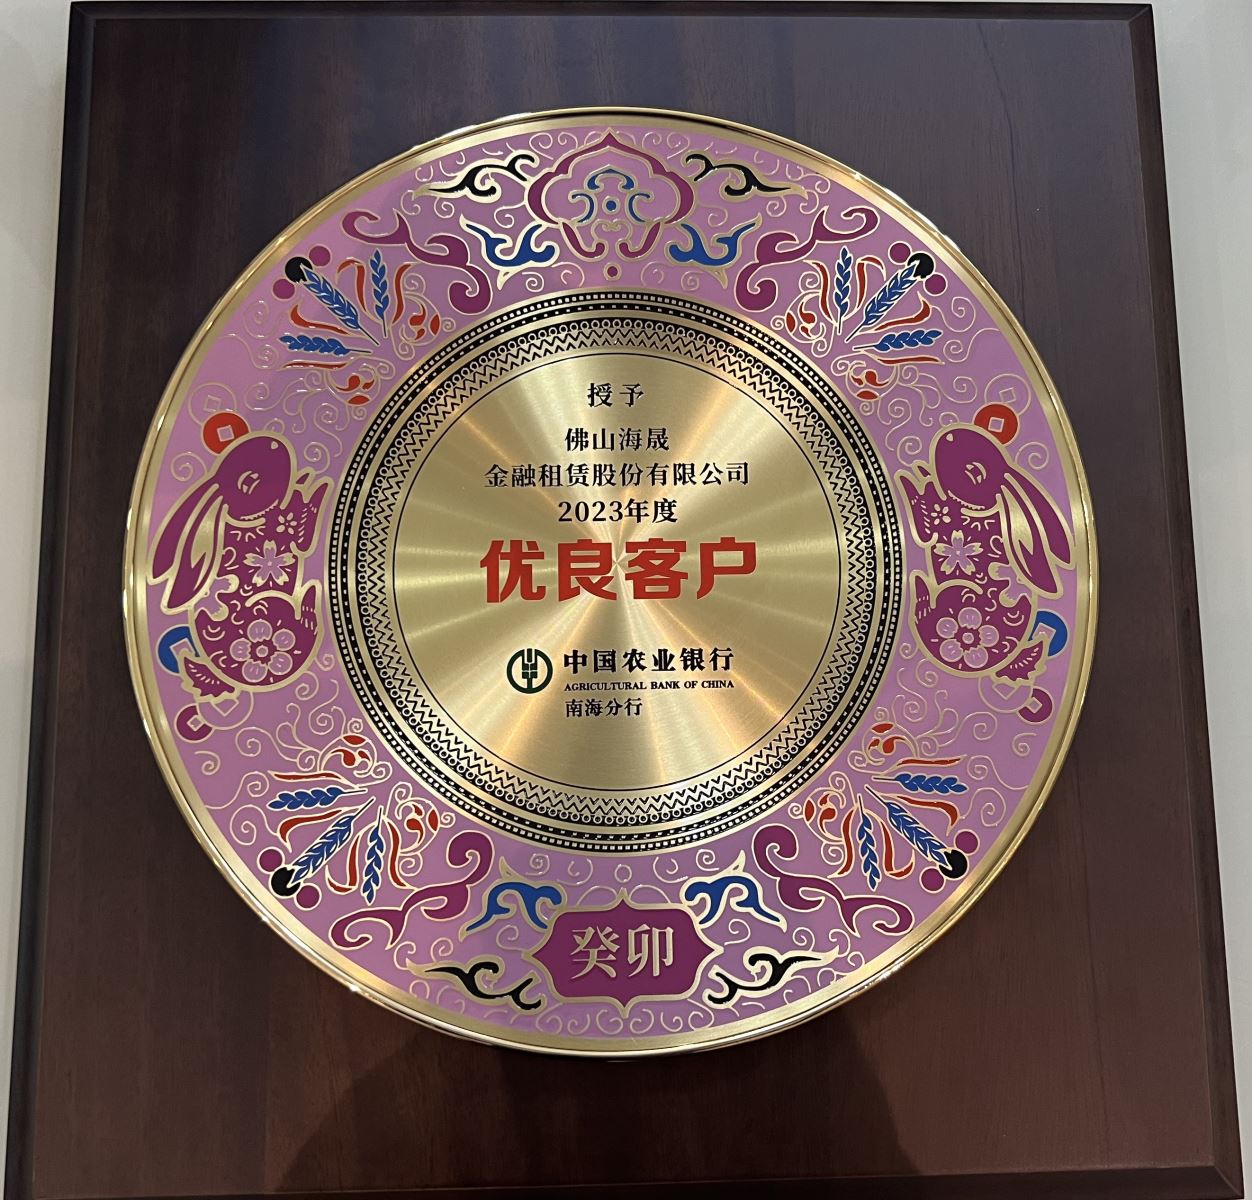 授予
佛山海晟
金融租赁股份有限公司
2023年度
优良客户
中国农业银行
AGRICULTURAL BANK OF CHINA
南海分行
癸卯